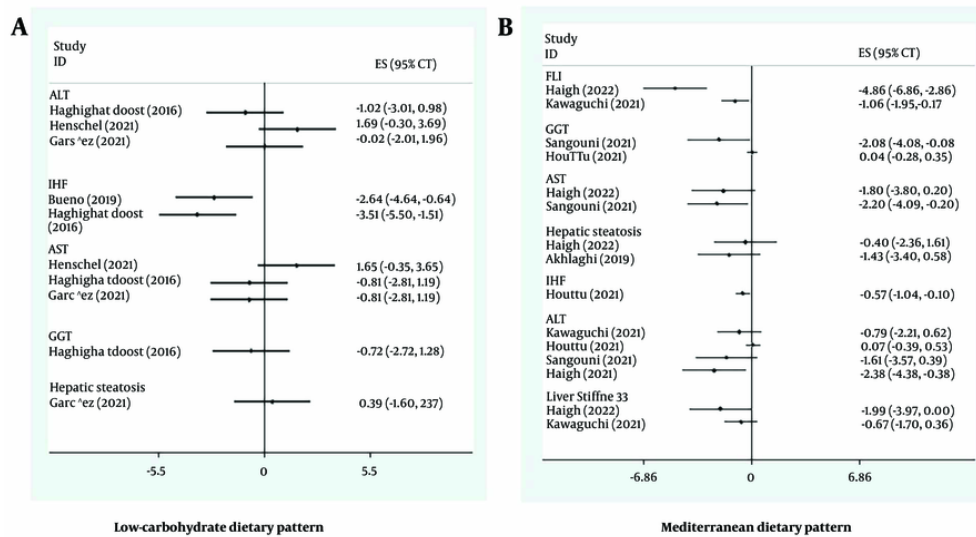 A
Study
ID
ES (95% CT)
ALT
Haghighat doost (2016) -1.02 (-3.01, 0.98)
Henschel (2021) 1.69 (-0.30, 3.69)
Gars ^ez (2021) -0.02 (-2.01, 1.96)
IHF
Bueno (2019) -2.64 (-4.64, -0.64)
Haghighat doost -3.51 (-5.50, -1.51)
(2016)
AST
Henschel (2021) 1.65 (-0.35, 3.65)
Haghigha tdoost (2016) -0.81 (-2.81, 1.19)
Garc ^ez (2021) -0.81 (-2.81, 1.19)
GGT
Haghigha tdoost (2016) -0.72 (-2.72, 1.28)
Hepatic steatosis
Garc ^ez (2021) 0.39 (-1.60, 237)
-5.5 0 5.5
Low-carbohydrate dietary pattern
B
Study
ID
ES (95% CT)
FLI
Haigh (2022) -4.86 (-6.86, -2.86)
Kawaguchi (2021) -1.06 (-1.95,-0.17
GGT
Sangouni (2021) -2.08 (-4.08, -0.08
HouTTu (2021) 0.04 (-0.28, 0.35)
AST
Haigh (2022) -1.80 (-3.80, 0.20)
Sangouni (2021) -2.20 (-4.09, -0.20)
Hepatic steatosis
Haigh (2022) -0.40 (-2.36, 1.61)
Akhlaghi (2019) -1.43 (-3.40, 0.58)
IHF
Houttu (2021) -0.57 (-1.04, -0.10)
ALT
Kawaguchi (2021) -0.79 (-2.21, 0.62)
Houttu (2021) 0.07 (-0.39, 0.53)
Sangouni (2021) -1.61 (-3.57, 0.39)
Haigh (2021) -2.38 (-4.38, -0.38)
Liver Stiffne 33
Haigh (2022) -1.99 (-3.97, 0.00)
Kawaguchi (2021) -0.67 (-1.70, 0.36)
-6.86 0 6.86
Mediterranean dietary pattern